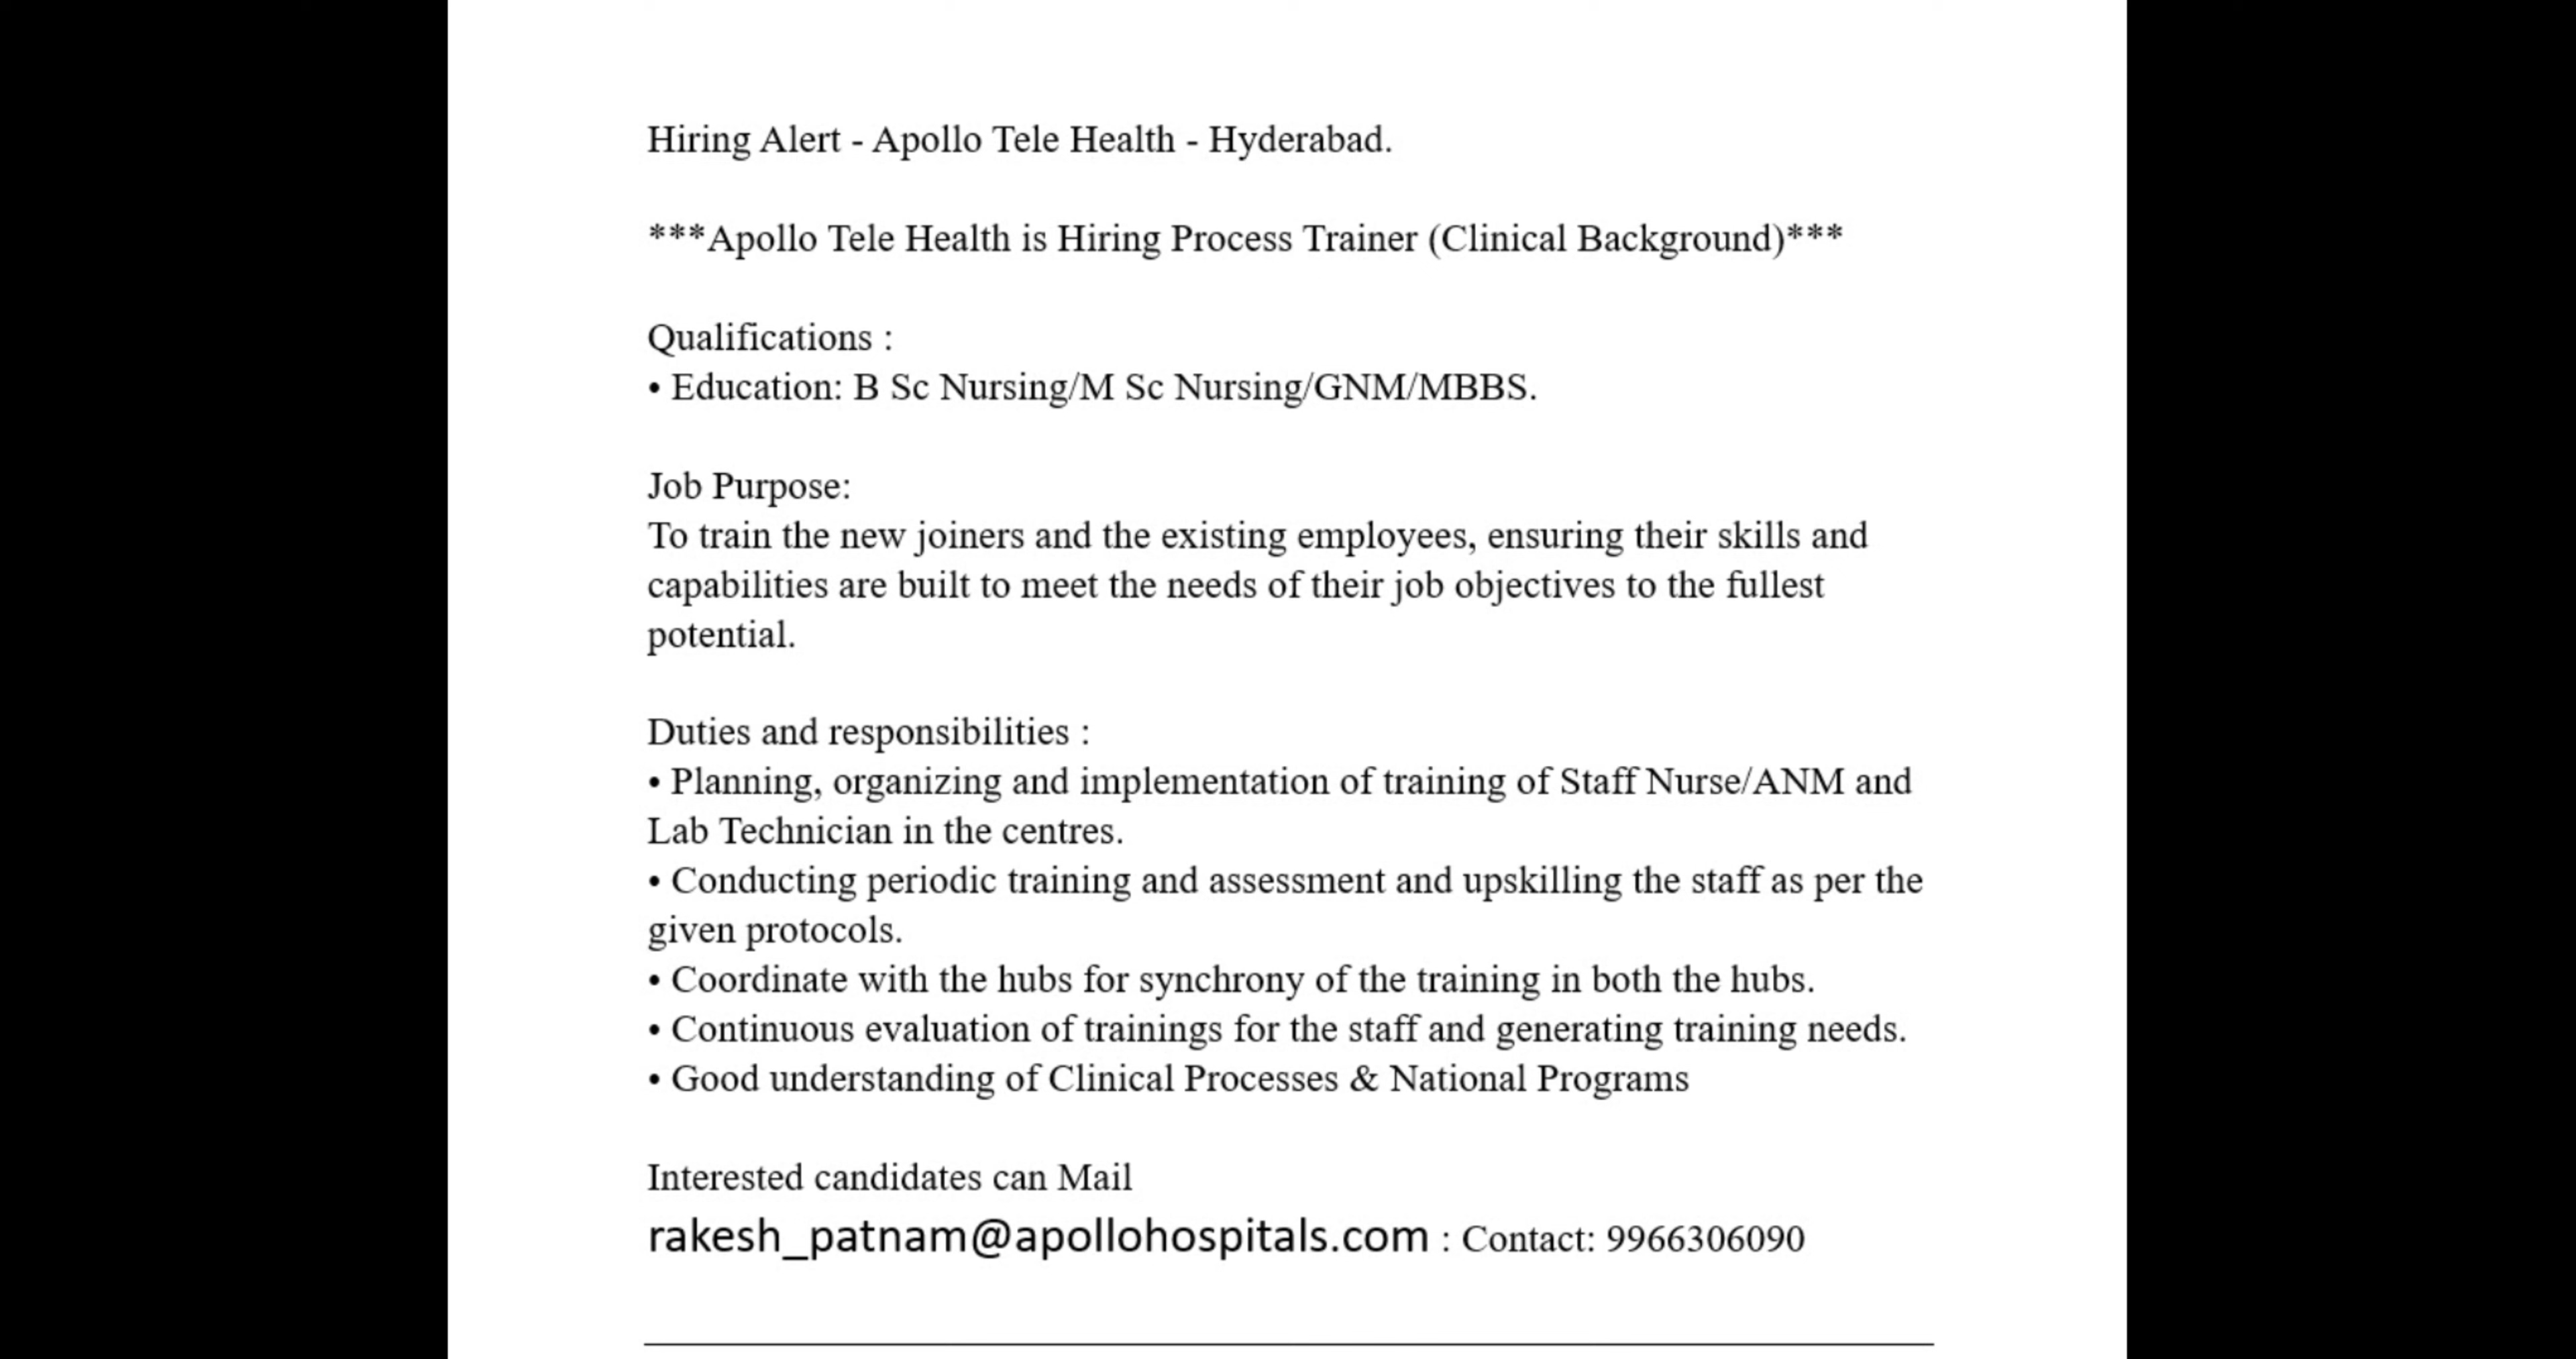 Hiring Alert - Apollo Tele Health - Hyderabad.
***Apollo Tele Health is Hiring Process Trainer (Clinical Background)***
Qualifications :
• Education: B Sc Nursing/M Sc Nursing/GNM/MBBS.
Job Purpose:
To train the new joiners and the existing employees, ensuring their skills and
capabilities are built to meet the needs of their job objectives to the fullest
potential.
Duties and responsibilities :
• Planning, organizing and implementation of training of Staff Nurse/ANM and
Lab Technician in the centres.
• Conducting periodic training and assessment and upskilling the staff as per the
given protocols.
• Coordinate with the hubs for synchrony of the training in both the hubs.
• Continuous evaluation of trainings for the staff and generating training needs.
• Good understanding of Clinical Processes & National Programs
Interested candidates can Mail
rakesh_patnam@apollohospitals.com : Contact: 9966306090